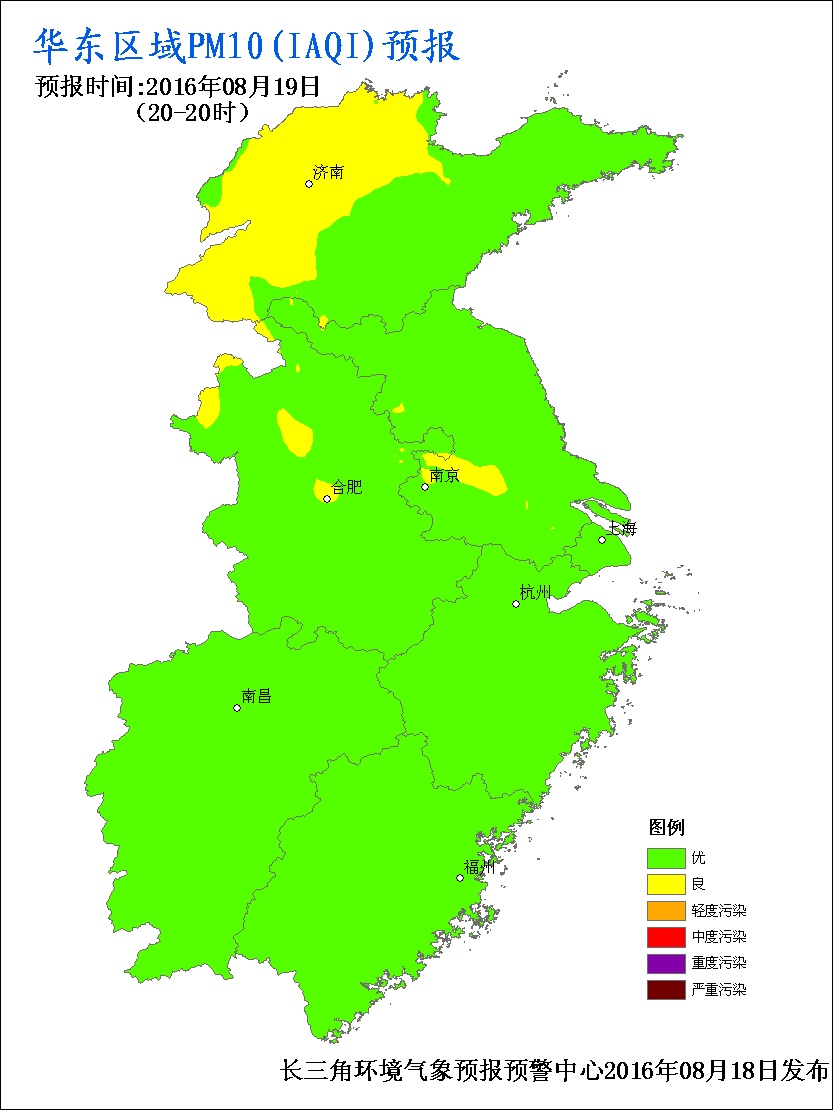 华东区域PM10(IAQI)预报
预报时间:2016年08月19日
(20-20时)
济南
合肥
南京
上海
杭州
南昌
福州
图例
优
良
轻度污染
中度污染
重度污染
严重污染
长三角环境气象预报预警中心2016年08月18日发布